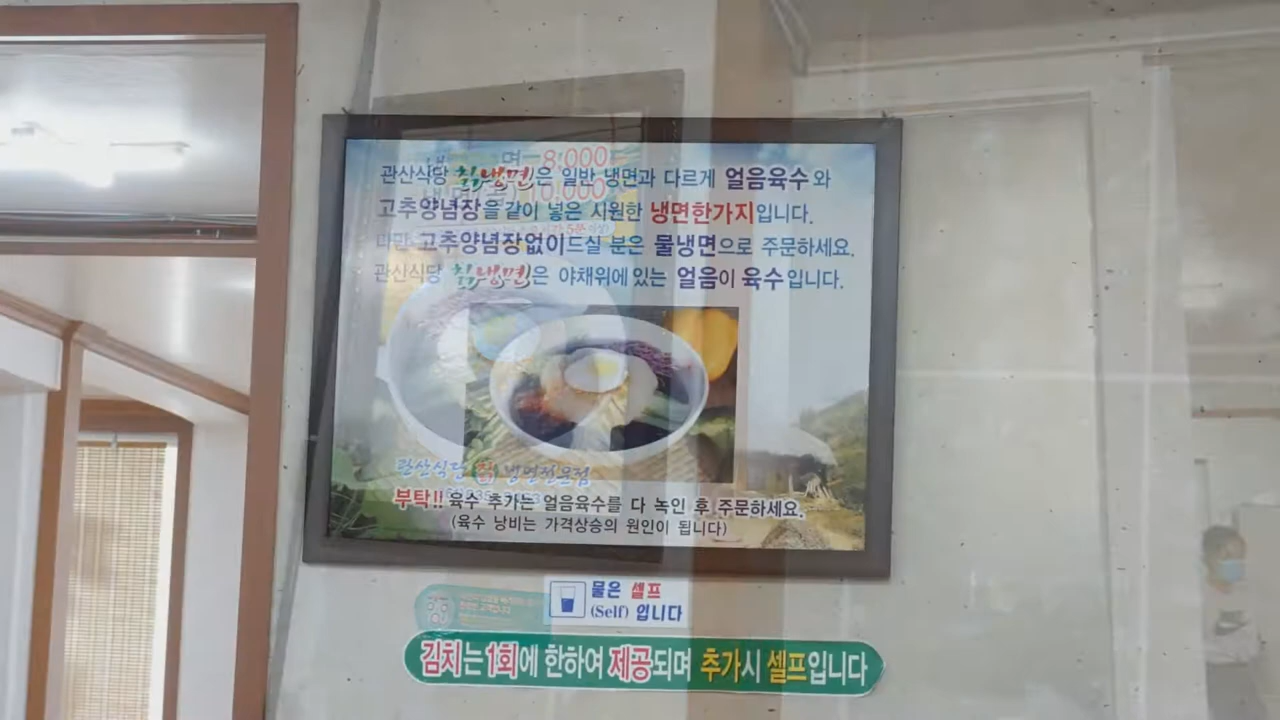 면 8.000
10.000
관산식당 칡냉면은 일반 냉면과 다르게 얼음육수와
고추양념장을같이 넣은 시원한 냉면한가지입니다.
다만 고추양념장없이드실 분은 물냉면으로 주문하세요.
관산식당 칡냉면은 야채위에있는 얼음이 육수입니다.
관산식당 칡 냉면전문점
부탁!! 육수 추가는 얼음육수를 다 녹인 후 주문하세요.
(육수 낭비는 가격상승의 원인이 됩니다)
물은 셀프
(Self) 입니다
김치는1회에 한하여 제공되며 추가시 셀프입니다